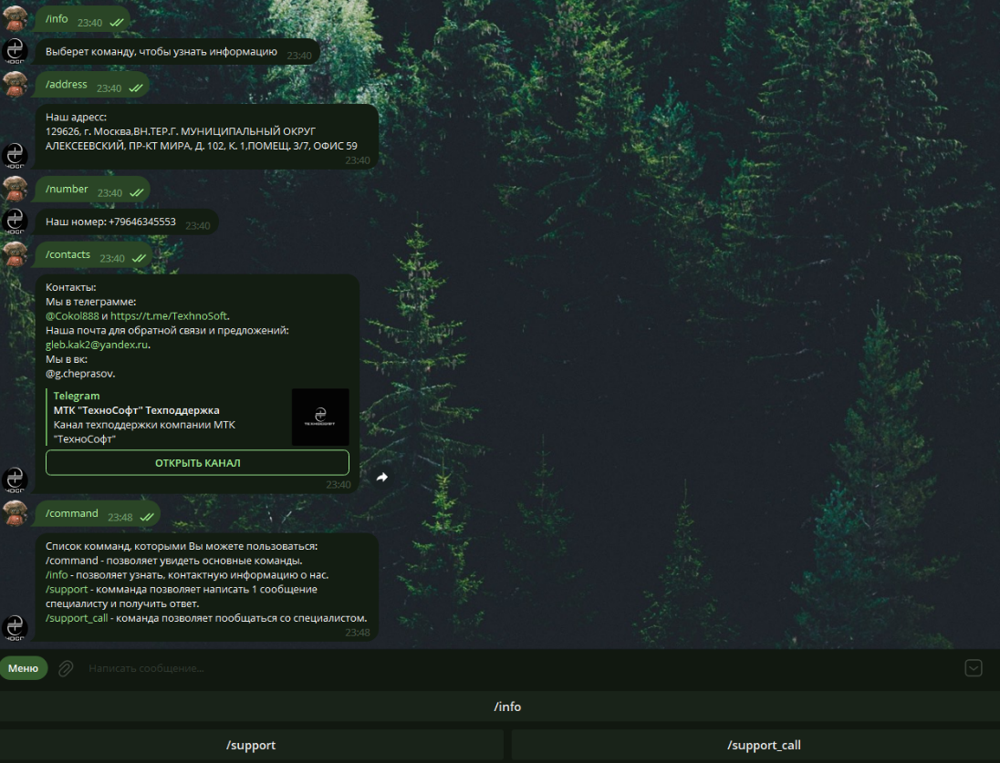 /info 23:40
Выберет команду, чтобы узнать информацию 23:40
/address 23:40
Наш адресс:
129626, г. Москва,ВН.ТЕР.Г. МУНИЦИПАЛЬНЫЙ ОКРУГ
АЛЕКСЕЕВСКИЙ, ПР-КТ МИРА, Д. 102, К. 1,ПОМЕЩ. 3/7, ОФИС 59
23:40
/number 23:40
Наш номер: +79646345553 23:40
/contacts 23:40
Контакты:
Мы в телеграмме:
@Cokol888 и https://t.me/TexhnoSoft.
Наша почта для обратной связи и предложений:
gleb.kak2@yandex.ru.
Мы в вк:
@g.cheprasov.
Telegram
МТК "ТехноСофт" Техподдержка
Канал техподдержки компании МТК
"ТехноСофт"
ТЕХНОСОФТ
ОТКРЫТЬ КАНАЛ
23:40
/command 23:48
Список комманд, которыми Вы можете пользоваться:
/command - позволяет увидеть основные команды.
/info - позволяет узнать, контактную информацию о нас.
/support - комманда позволяет написать 1 сообщение
специалисту и получить ответ.
/support_call - команда позволяет пообщаться со специалистом.
23:48
Меню
Написать сообщение...
/info
/support
/support_call